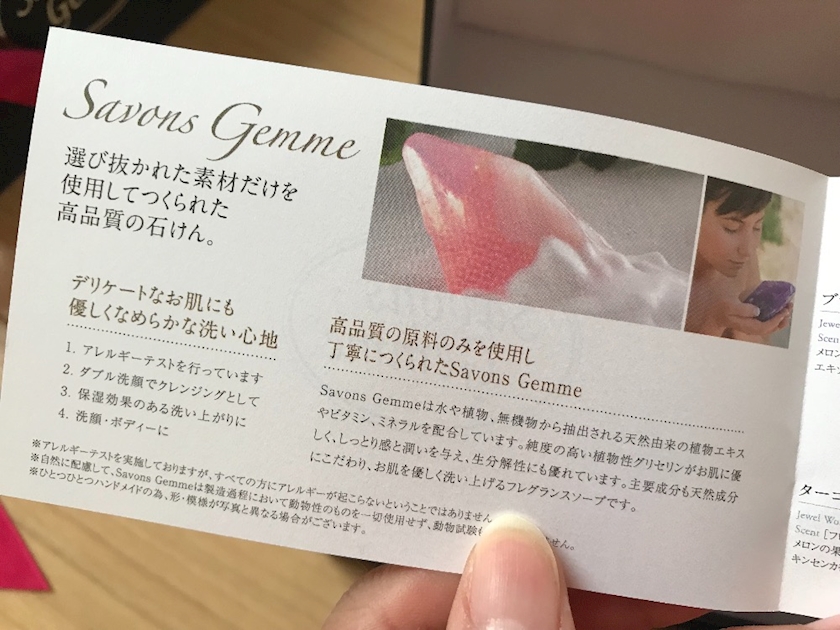 Savons Gemme
選び抜かれた素材だけを
使用してつくられた
高品質の石けん。
デリケートなお肌にも
優しくなめらかな洗い心地
1. アレルギーテストを行っています
2. ダブル洗顔でクレンジングとして
3. 保湿効果のある洗い上がりに
4. 洗顔・ボディーに
高品質の原料のみを使用し
丁寧につくられたSavons Gemme
Savons Gemmeは水や植物、無機物から抽出される天然由来の植物エキス
やビタミン、ミネラルを配合しています。純度の高い植物性グリセリンがお肌に優
しく、しっとり感と潤いを与え、生分解性にも優れています。主要成分も天然成分
にこだわり、お肌を優しく洗い上げるフレグランスソープです。
※アレルギーテストを実施しておりますが、すべての方にアレルギーが起こらないということではありません
※自然に配慮して、Savons Gemmeは製造過程において動物性のものを一切使用せず、動物試験 せん。
※ひとつひとつハンドメイドの為、形・模様が写真と異なる場合がございます。
ブ
Jewel
Scen
メロン
エキ
ターコ
Jewel Wo
Scent [フ
メロンの果
キンセンカ